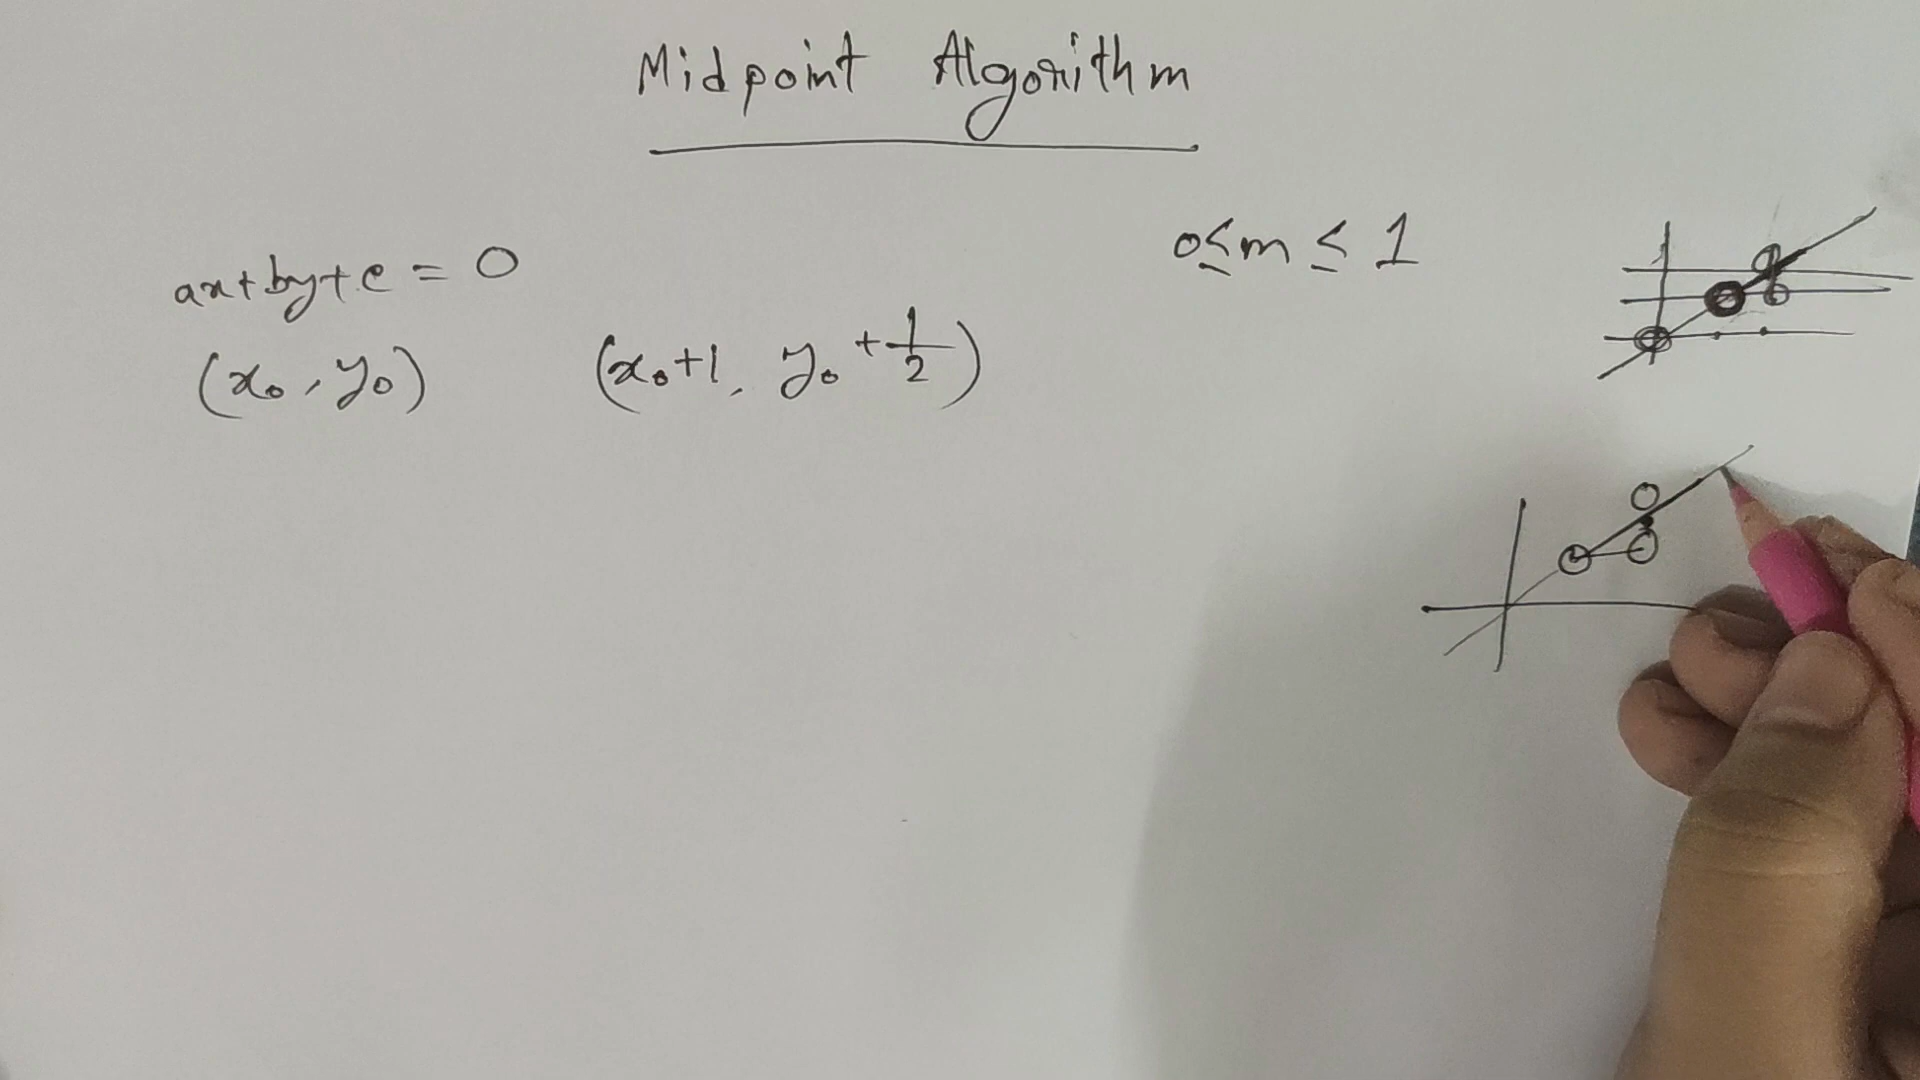 Midpoint Algorithm
0 ≤ m ≤ 1
ax + by + c = 0
(x₀, y₀) (x₀+1, y₀ + 1/2)